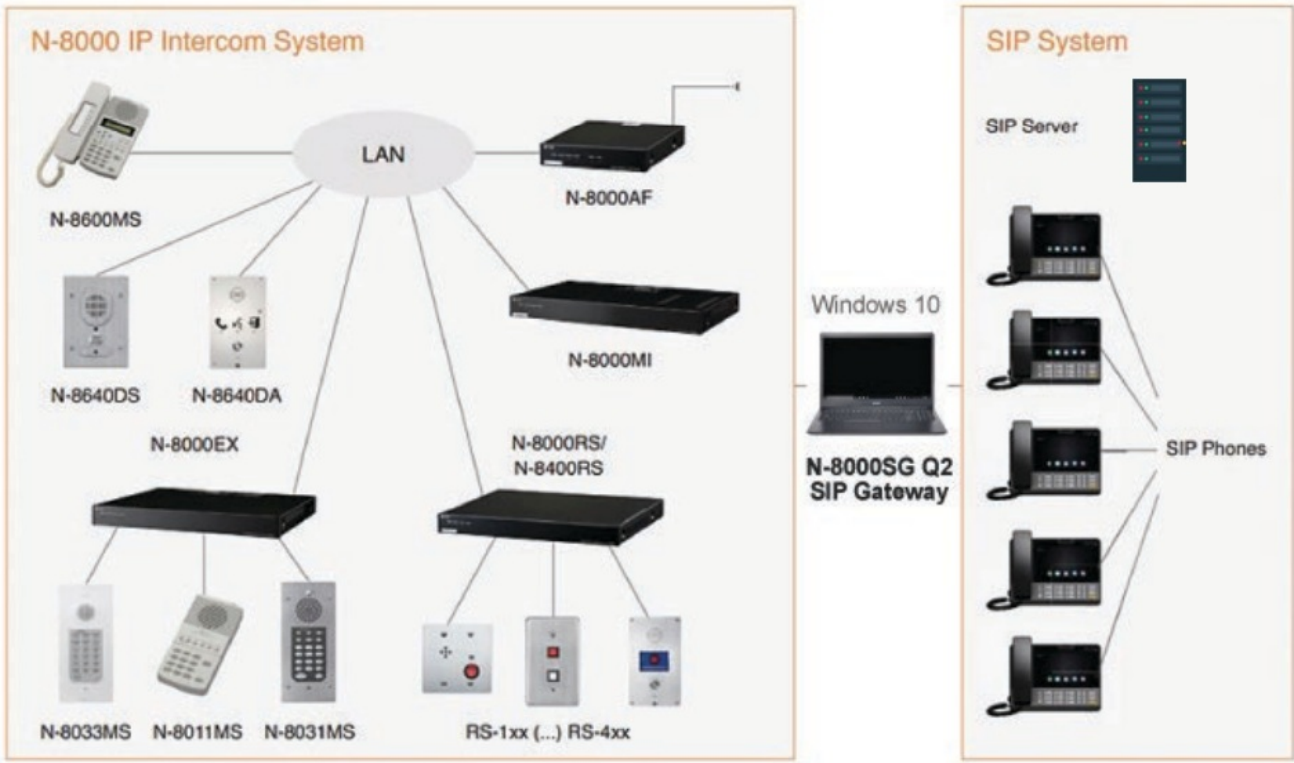 N-8000 IP Intercom System
SIP System
LAN
SIP Server
N-8600MS
N-8000AF
Windows 10
N-8640DS
N-8640DA
N-8000MI
N-8000EX
N-8000RS/
N-8400RS
N-8000SG Q2
SIP Gateway
SIP Phones
N-8033MS
N-8011MS
N-8031MS
RS-1xx (...) RS-4xx